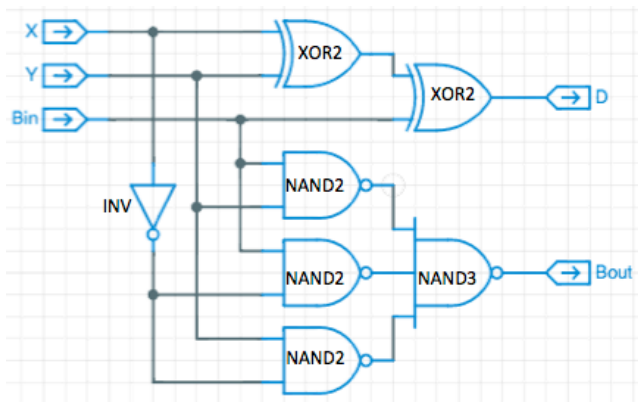 X
XOR2
Y
XOR2
D
Bin
NAND2
INV
NAND2
NAND3
Bout
NAND2